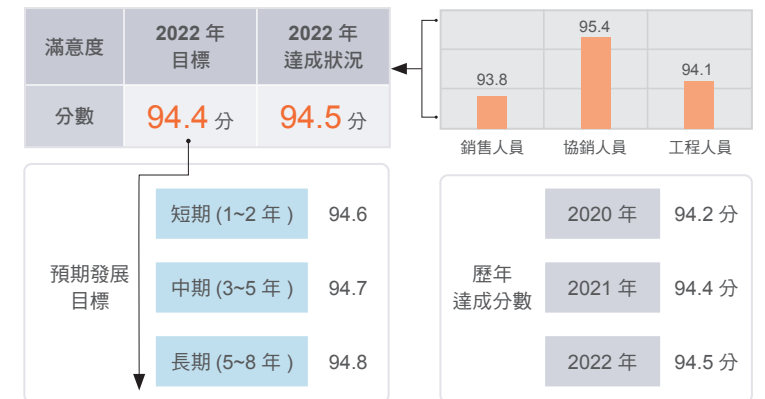 滿意度
2022 年
目標
2022 年
達成狀況
分數
94.4 分
94.5 分
93.8
95.4
94.1
銷售人員
協銷人員
工程人員
預期發展
目標
短期 (1~2 年 )
94.6
中期 (3~5 年 )
94.7
長期 (5~8 年 )
94.8
歷年
達成分數
2020 年
94.2 分
2021 年
94.4 分
2022 年
94.5 分